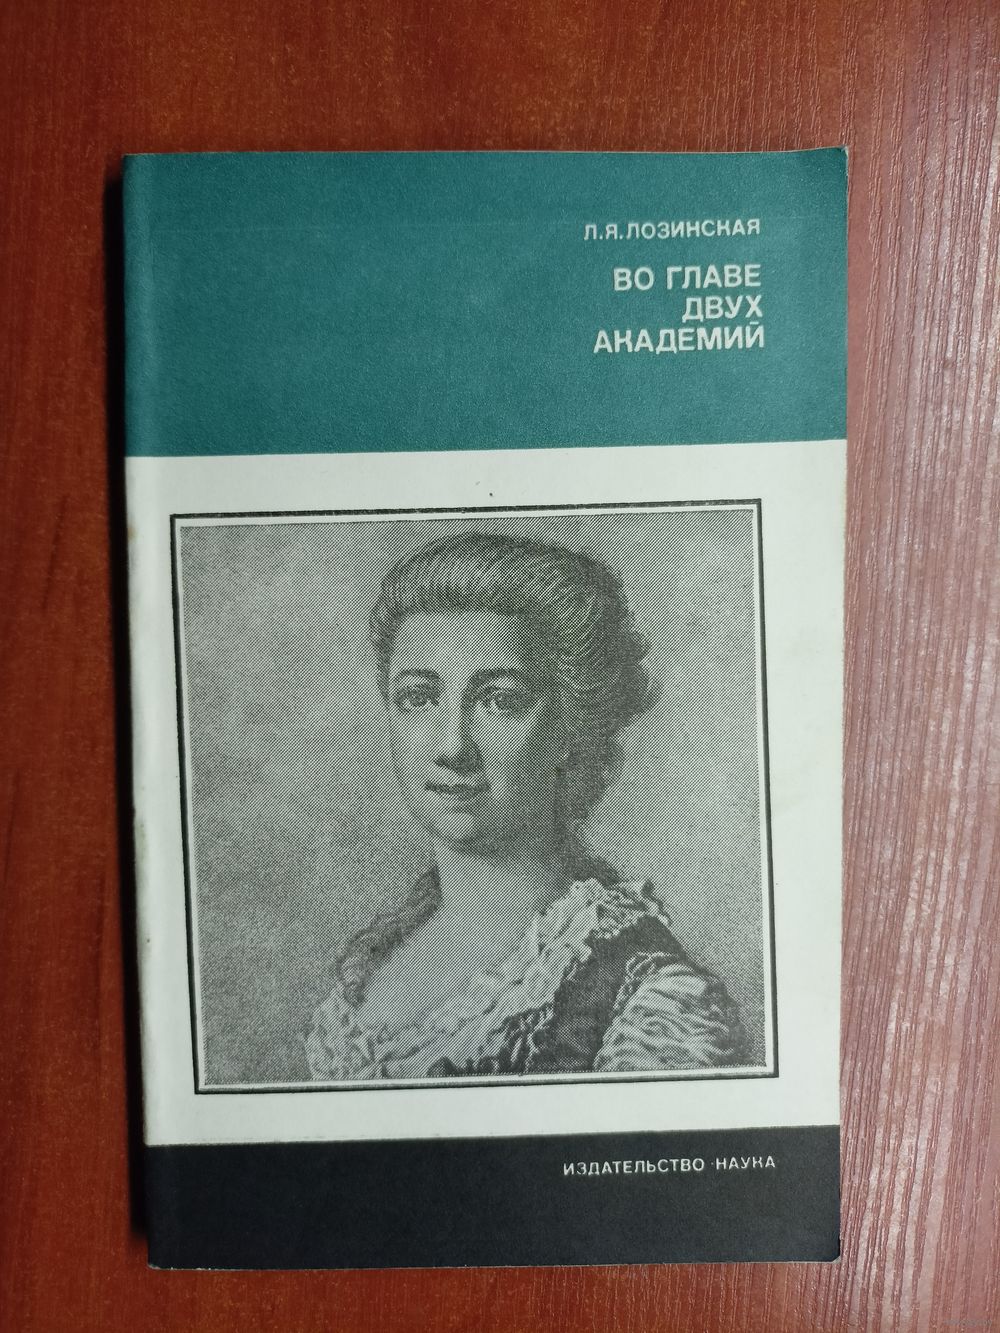 Л.Я.ЛОЗИНСКАЯ
ВО ГЛАВЕ
ДВУХ
АКАДЕМИЙ
ИЗДАТЕЛЬСТВО ·НАУКА